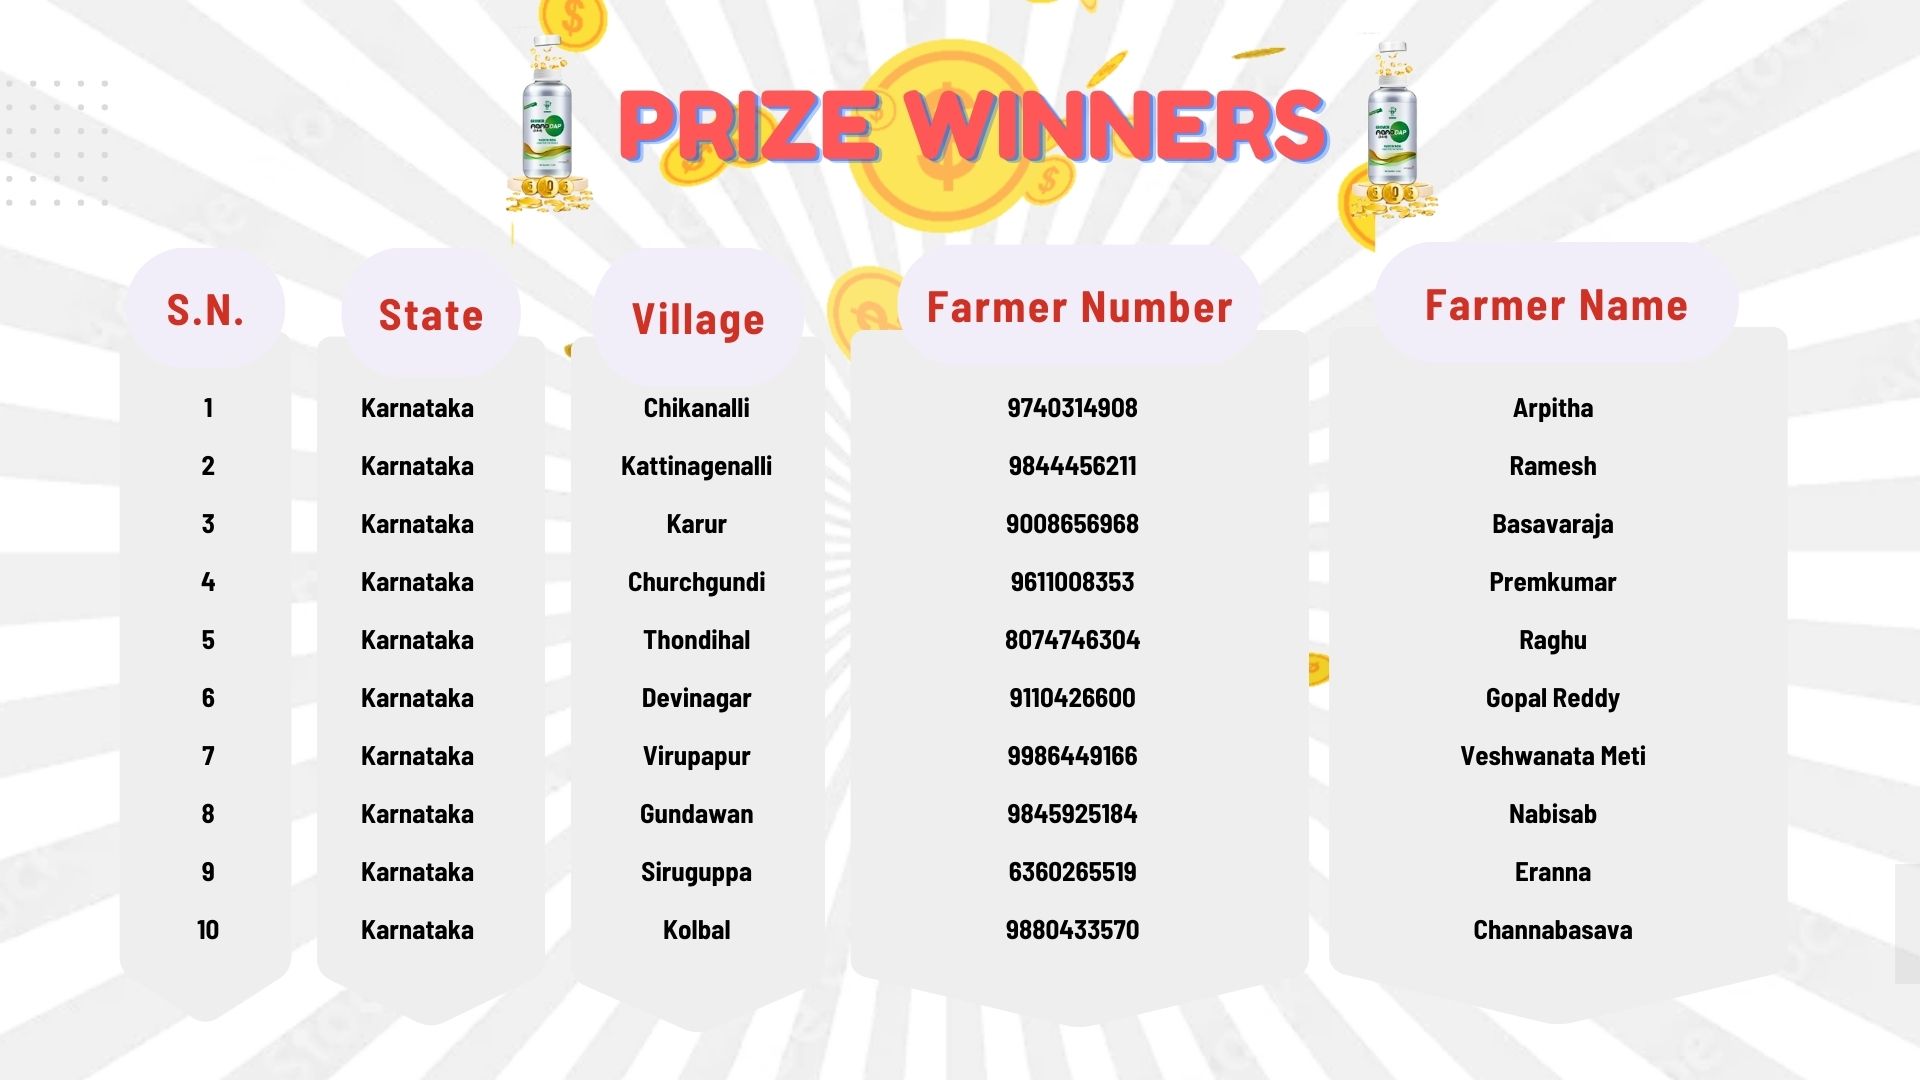 PRIZE WINNERS
S.N. State Village Farmer Number Farmer Name
1 Karnataka Chikanalli 9740314908 Arpitha
2 Karnataka Kattinagenalli 9844456211 Ramesh
3 Karnataka Karur 9008656968 Basavaraja
4 Karnataka Churchgundi 9611008353 Premkumar
5 Karnataka Thondihal 8074746304 Raghu
6 Karnataka Devinagar 9110426600 Gopal Reddy
7 Karnataka Virupapur 9986449166 Veshwanata Meti
8 Karnataka Gundawan 9845925184 Nabisab
9 Karnataka Siruguppa 6360265519 Eranna
10 Karnataka Kolbal 9880433570 Channabasava